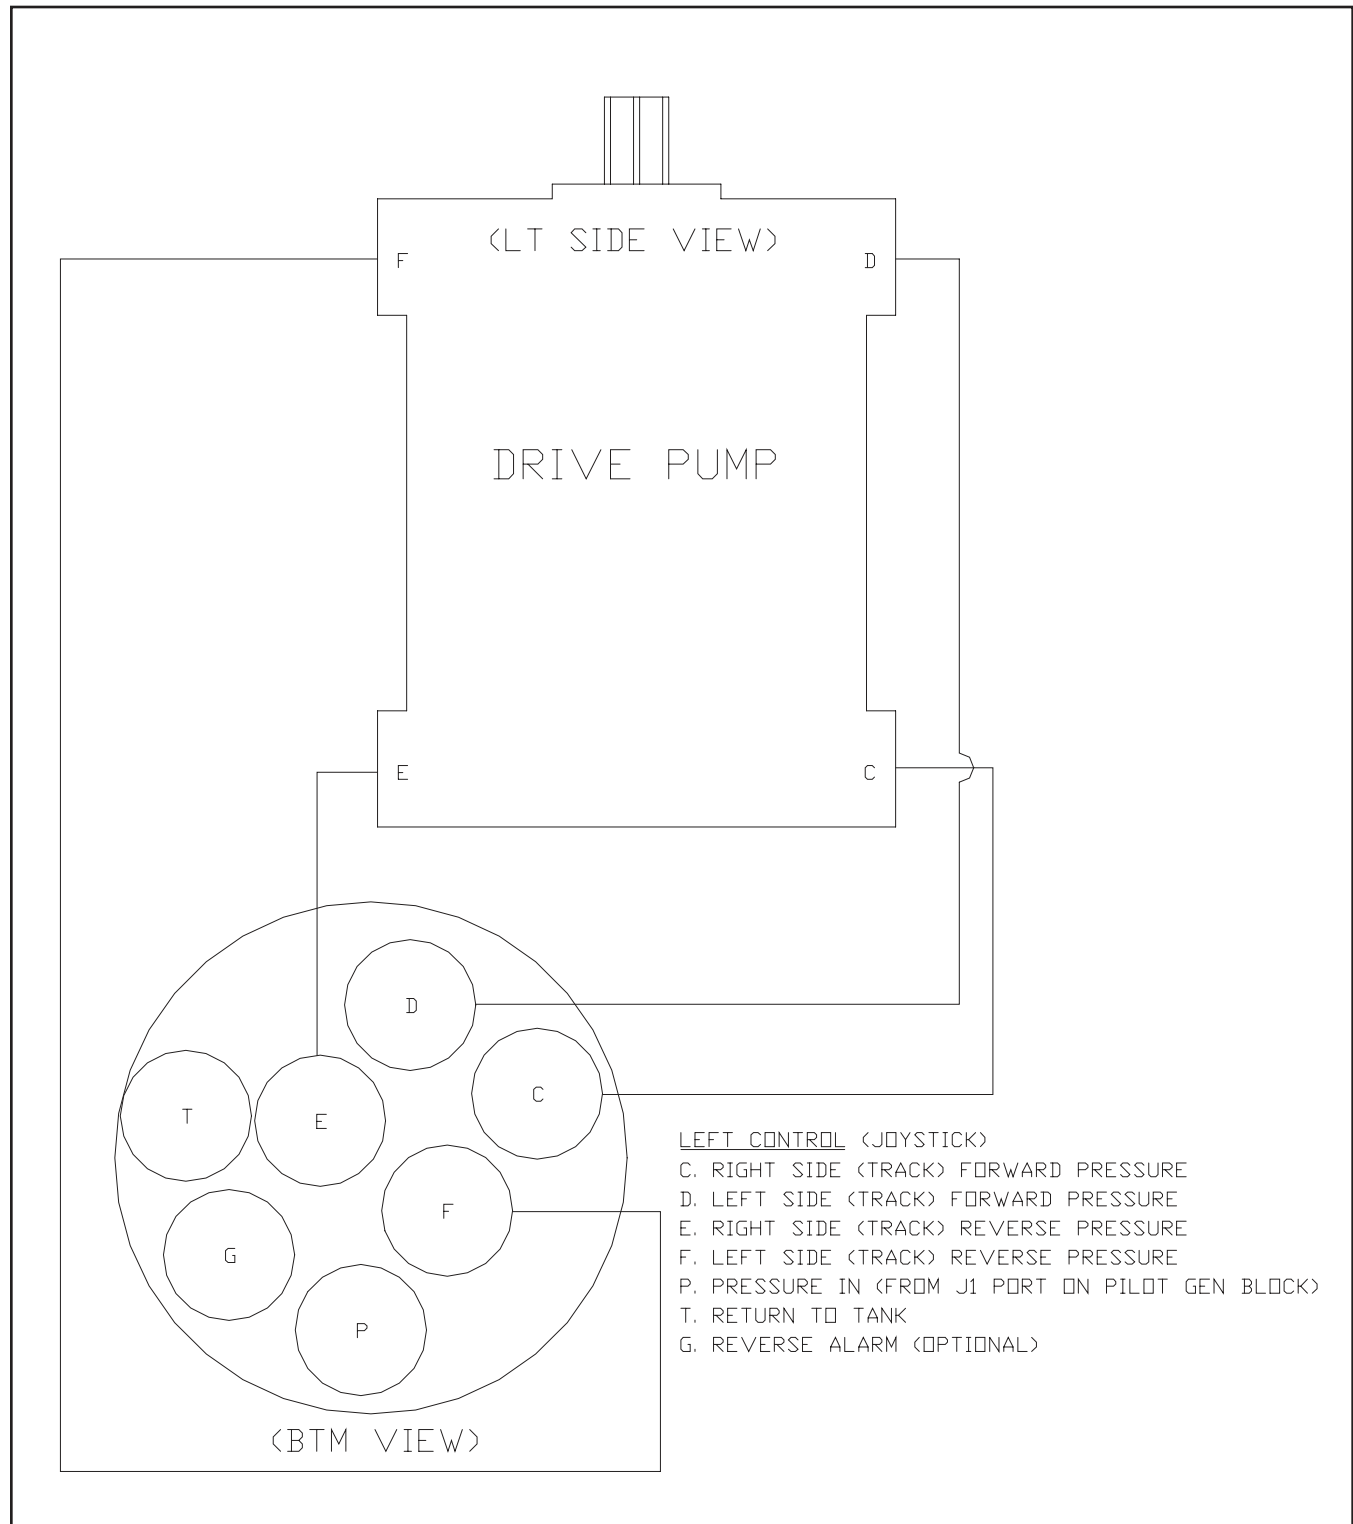 (LT SIDE VIEW)
F
D
DRIVE PUMP
E
C
D
C
T
E
F
G
P
LEFT CONTROL (JOYSTICK)
C. RIGHT SIDE (TRACK) FORWARD PRESSURE
D. LEFT SIDE (TRACK) FORWARD PRESSURE
E. RIGHT SIDE (TRACK) REVERSE PRESSURE
F. LEFT SIDE (TRACK) REVERSE PRESSURE
P. PRESSURE IN (FROM J1 PORT ON PILOT GEN BLOCK)
T. RETURN TO TANK
G. REVERSE ALARM (OPTIONAL)
(BTM VIEW)